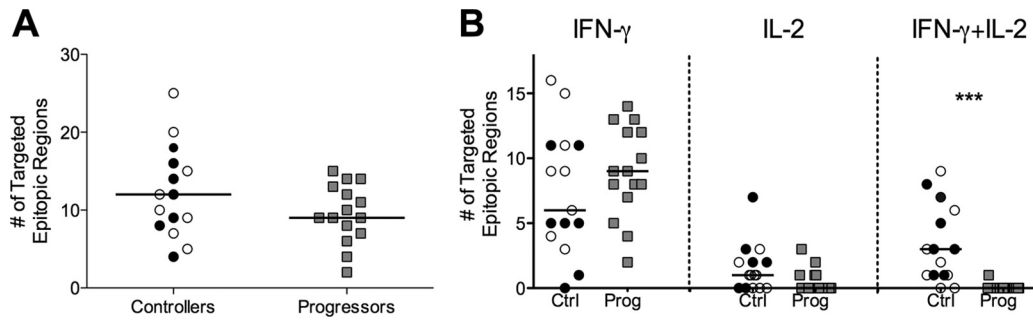 A
# of Targeted
Epitopic Regions
30
20
10
0
Controllers
Progressors
B
IFN-γ
IL-2
IFN-γ+IL-2
# of Targeted
Epitopic Regions
15
10
5
0
***
Ctrl
Prog
Ctrl
Prog
Ctrl
Prog